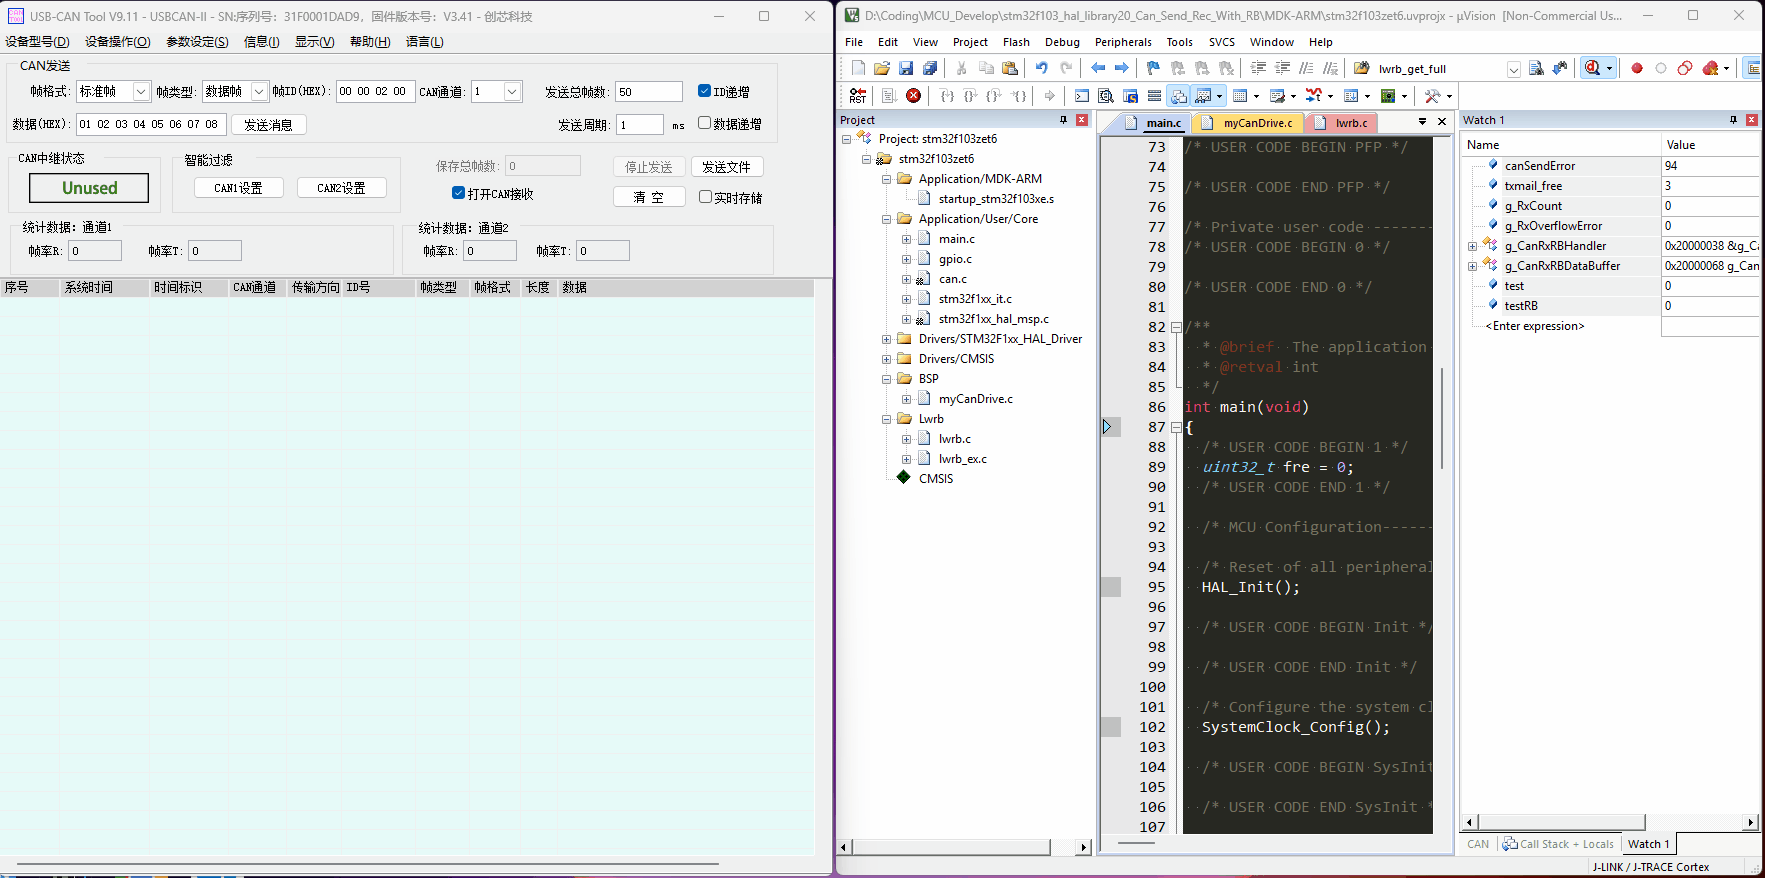 USB-CAN Tool V9.11 - USBCAN-II - SN:序列号: 31F0001DAD9, 固件版本号: V3.41 - 创芯科技
设备型号(D) 设备操作(O) 参数设定(S) 信息(I) 显示(V) 帮助(H) 语言(L)
CAN发送
帧格式: 标准帧 帧类型: 数据帧 帧ID(HEX): 00 00 02 00 CAN通道: 1 发送总帧数: 50 ID递增
数据(HEX): 01 02 03 04 05 06 07 08 发送消息 发送周期: 1 ms 数据递增
CAN中继状态 智能过滤 保存总帧数: 0 停止发送 发送文件
Unused CAN1设置 CAN2设置 打开CAN接收 清 空 实时存储
统计数据: 通道1 统计数据: 通道2
帧率R: 0 帧率T: 0 帧率R: 0 帧率T: 0
序号 系统时间 时间标识 CAN通道 传输方向 ID号 帧类型 帧格式 长度 数据
D:\Coding\MCU_Develop\stm32f103_hal_library20_Can_Send_Rec_With_RB\MDK-ARM\stm32f103zet6.uvprojx - µVision [Non-Commercial Us...
File Edit View Project Flash Debug Peripherals Tools SVCS Window Help
lwrb_get_full
RST
Project
Project: stm32f103zet6
stm32f103zet6
Application/MDK-ARM
startup_stm32f103xe.s
Application/User/Core
main.c
gpio.c
can.c
stm32f1xx_it.c
stm32f1xx_hal_msp.c
Drivers/STM32F1xx_HAL_Driver
Drivers/CMSIS
BSP
myCanDrive.c
Lwrb
lwrb.c
lwrb_ex.c
CMSIS
main.c myCanDrive.c lwrb.c
73 /* USER CODE BEGIN PFP */
74
75 /* USER CODE END PFP */
76
77 /* Private user code -------
78 /* USER CODE BEGIN 0 */
79
80 /* USER CODE END 0 */
81
82 /**
83 * @brief The application
84 * @retval int
85 */
86 int main(void)
87 {
88 /* USER CODE BEGIN 1 */
89 uint32_t fre = 0;
90 /* USER CODE END 1 */
91
92 /* MCU Configuration------
93
94 /* Reset of all peripheral
95 HAL_Init();
96
97 /* USER CODE BEGIN Init */
98
99 /* USER CODE END Init */
100
101 /* Configure the system cl
102 SystemClock_Config();
103
104 /* USER CODE BEGIN SysInit
105
106 /* USER CODE END SysInit *
107
Watch 1
Name Value
canSendError 94
txmail_free 3
g_RxCount 0
g_RxOverflowError 0
g_CanRxRBHandler 0x20000038 &g_Ca
g_CanRxRBDataBuffer 0x20000068 g_Can
test 0
testRB 0
<Enter expression>
CAN Call Stack + Locals Watch 1
J-LINK / J-TRACE Cortex